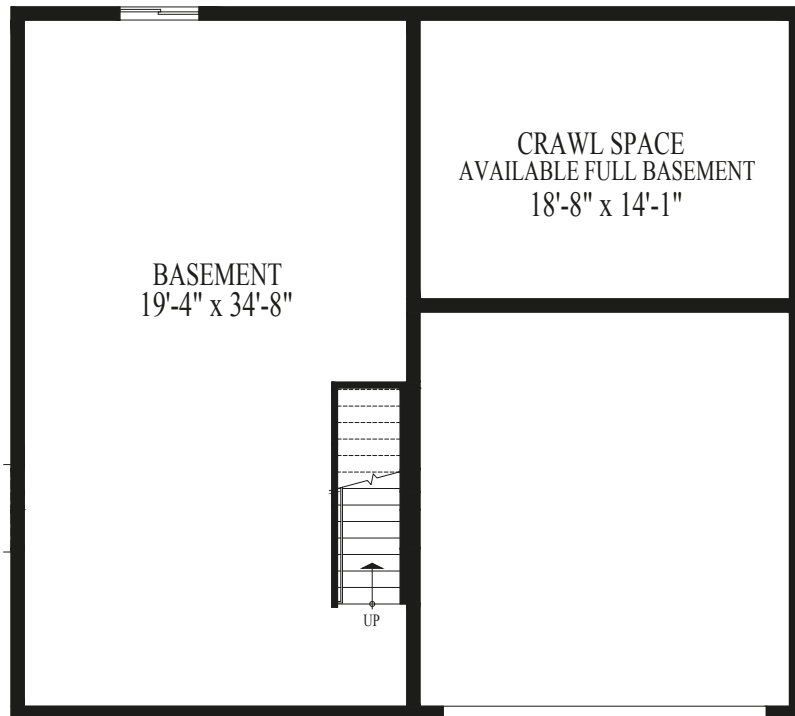 CRAWL SPACE
AVAILABLE FULL BASEMENT
18'-8" x 14'-1"
BASEMENT
19'-4" x 34'-8"
UP